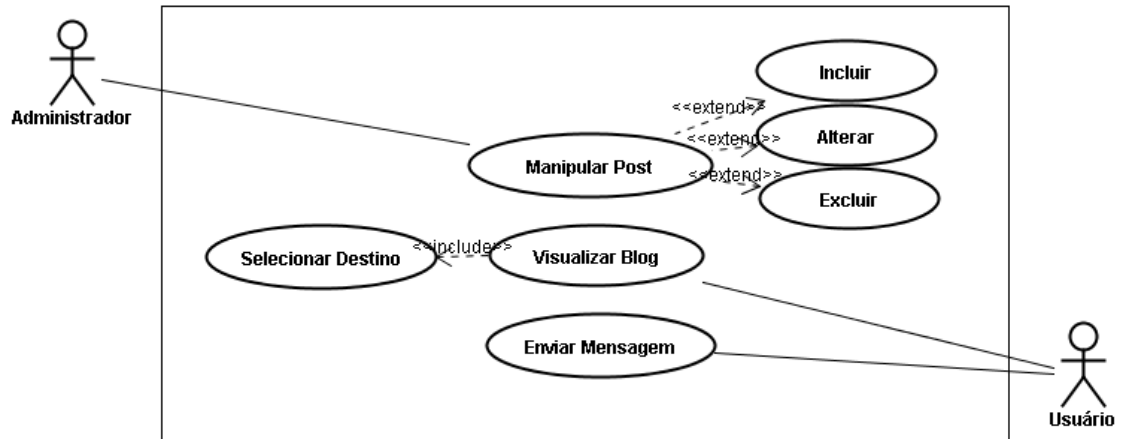 Administrador
Incluir
<<extend>>
Alterar
<<extend>>
Manipular Post
<<extend>>
Excluir
Selecionar Destino
<<include>>
Visualizar Blog
Enviar Mensagem
Usuário